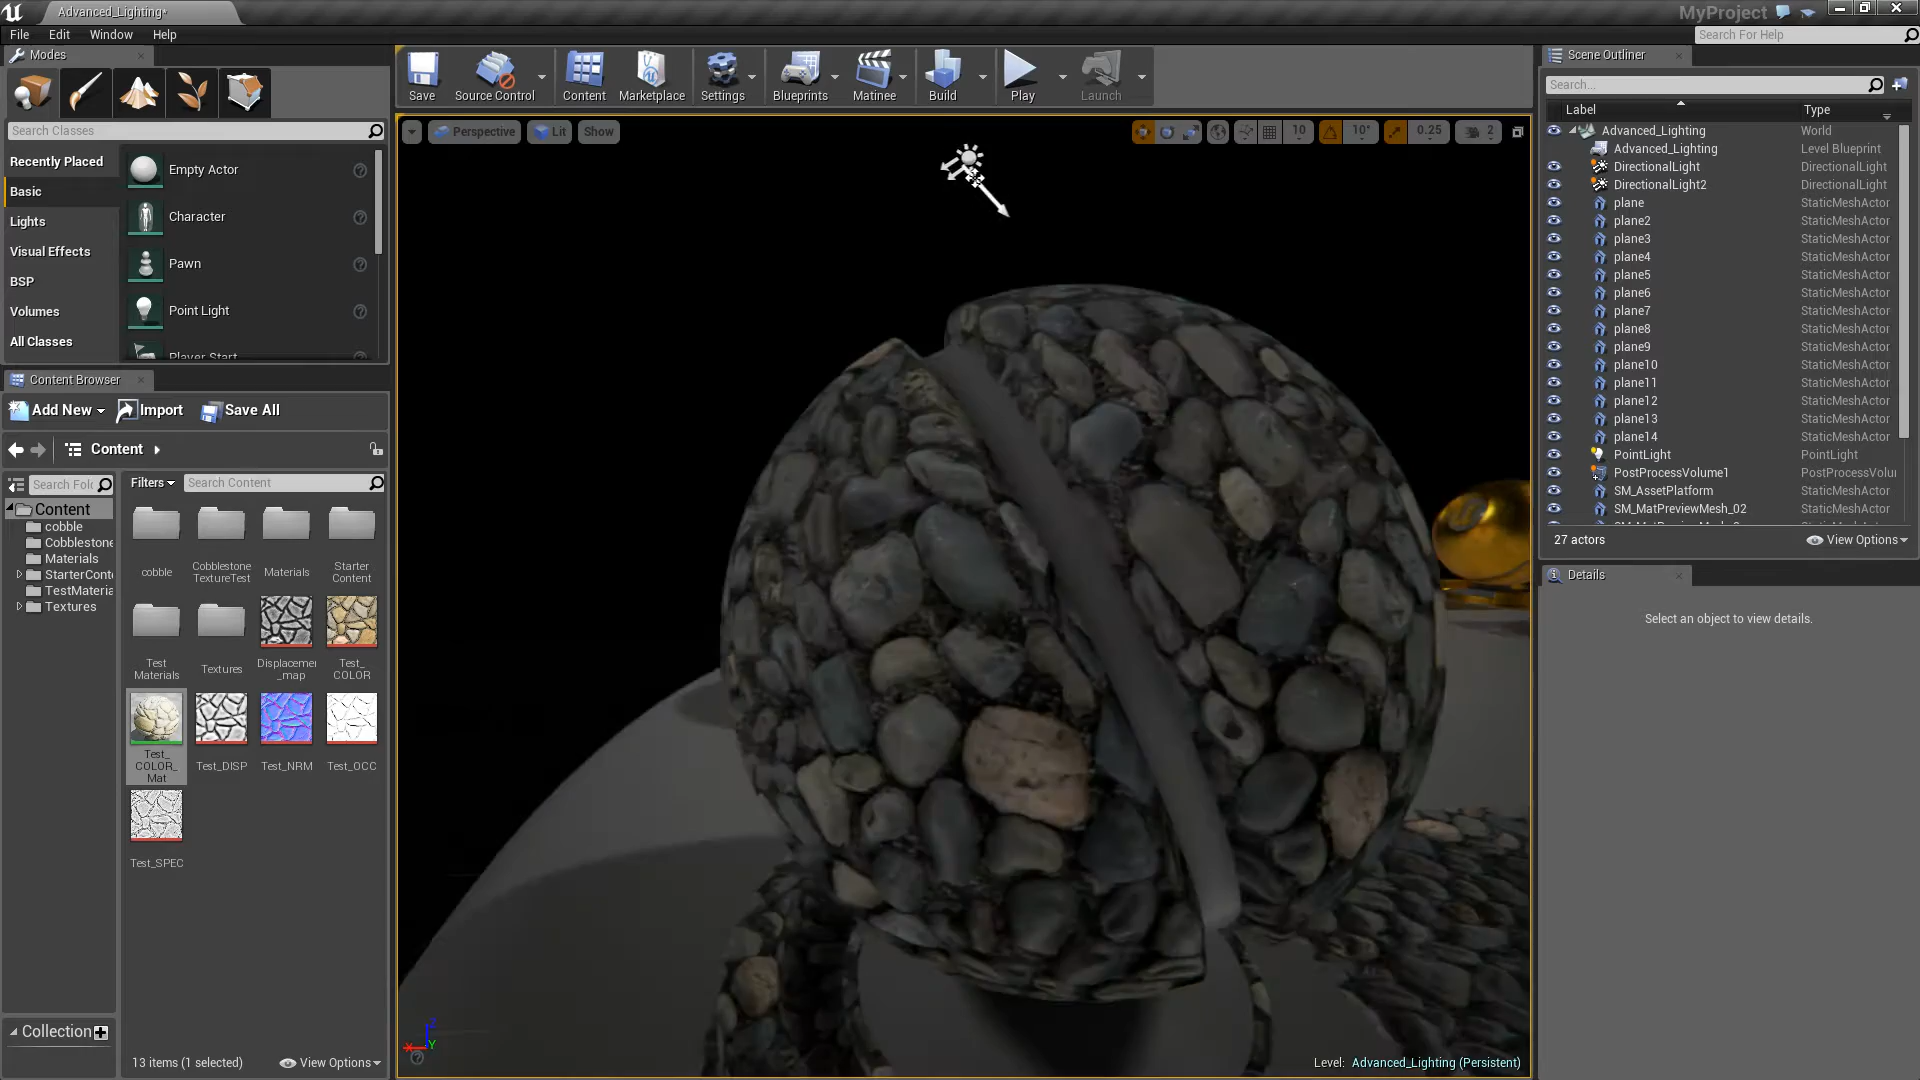 Advanced_Lighting*
MyProject
File Edit Window Help
Search For Help
Modes
Search Classes
Recently Placed
Basic
Lights
Visual Effects
BSP
Volumes
All Classes
Empty Actor
Character
Pawn
Point Light
Player Start
Content Browser
Add New Import Save All
Content
Search Fol
Content
cobble
Cobblestone
Materials
StarterCont
TestMateria
Textures
Collection
Filters Search Content
cobble
Cobblestone
TextureTest
Materials
Starter
Content
Test
Materials
Textures
Displacemen
_map
Test_
COLOR
Test_
COLOR_
Mat
Test_DISP
Test_NRM
Test_OCC
Test_SPEC
13 items (1 selected) View Options
Save Source Control Content Marketplace Settings Blueprints Matinee Build Play Launch
Perspective Lit Show
10 10° 0.25 2
Level: Advanced_Lighting (Persistent)
Scene Outliner
Search...
Label Type
Advanced_Lighting World
Advanced_Lighting Level Blueprint
DirectionalLight DirectionalLight
DirectionalLight2 DirectionalLight
plane StaticMeshActor
plane2 StaticMeshActor
plane3 StaticMeshActor
plane4 StaticMeshActor
plane5 StaticMeshActor
plane6 StaticMeshActor
plane7 StaticMeshActor
plane8 StaticMeshActor
plane9 StaticMeshActor
plane10 StaticMeshActor
plane11 StaticMeshActor
plane12 StaticMeshActor
plane13 StaticMeshActor
plane14 StaticMeshActor
PointLight PointLight
PostProcessVolume1 PostProcessVolu
SM_AssetPlatform StaticMeshActor
SM_MatPreviewMesh_02 StaticMeshActor
27 actors View Options
Details
Select an object to view details.